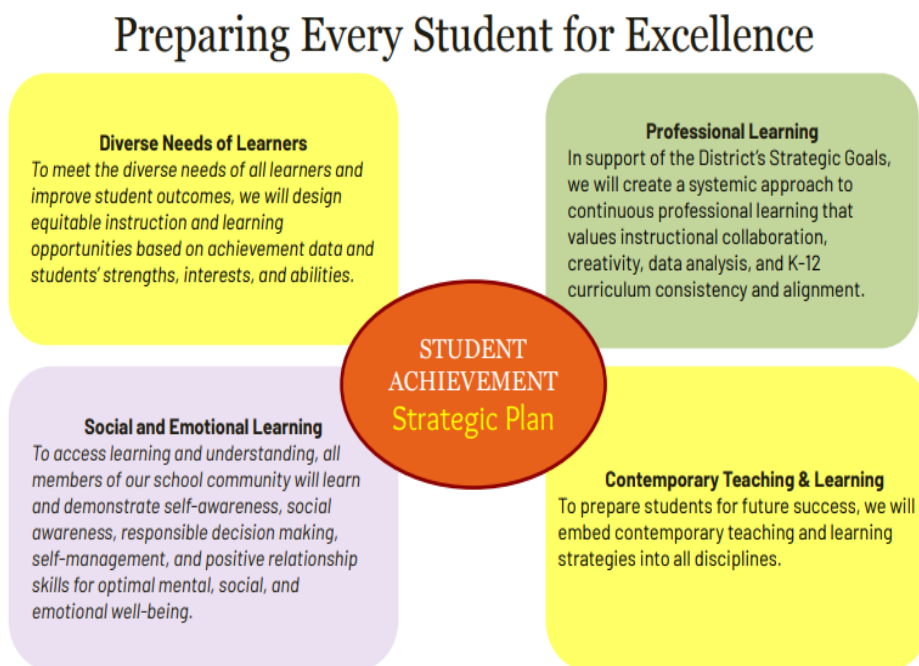 Preparing Every Student for Excellence
Diverse Needs of Learners
To meet the diverse needs of all learners and
improve student outcomes, we will design
equitable instruction and learning
opportunities based on achievement data and
students’ strengths, interests, and abilities.
Professional Learning
In support of the District’s Strategic Goals,
we will create a systemic approach to
continuous professional learning that
values instructional collaboration,
creativity, data analysis, and K-12
curriculum consistency and alignment.
STUDENT
ACHIEVEMENT
Strategic Plan
Social and Emotional Learning
To access learning and understanding, all
members of our school community will learn
and demonstrate self-awareness, social
awareness, responsible decision making,
self-management, and positive relationship
skills for optimal mental, social, and
emotional well-being.
Contemporary Teaching & Learning
To prepare students for future success, we will
embed contemporary teaching and learning
strategies into all disciplines.